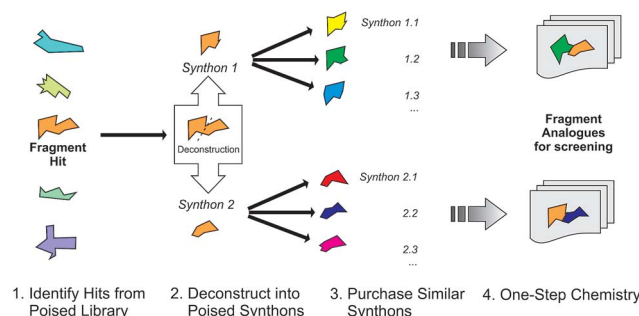 Synthon 1.1
1.2
1.3
...
Synthon 1
Fragment
Hit
Deconstruction
Fragment
Analogues
for screening
Synthon 2
Synthon 2.1
2.2
2.3
...
1. Identify Hits from
Poised Library
2. Deconstruct into
Poised Synthons
3. Purchase Similar
Synthons
4. One-Step Chemistry